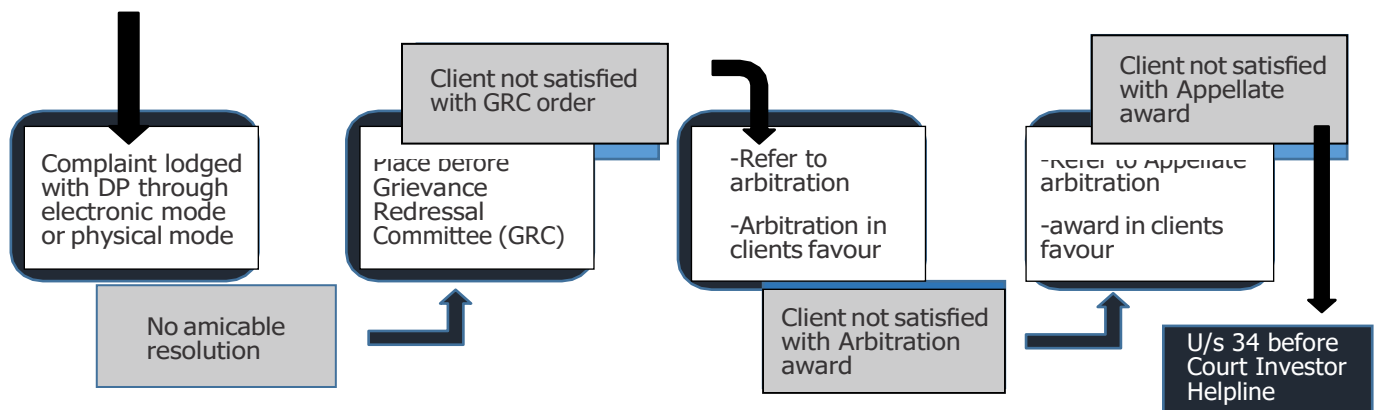 Complaint lodged
with DP through
electronic mode
or physical mode
No amicable
resolution
Place before
Grievance
Redressal
Committee (GRC)
Client not satisfied
with GRC order
-Refer to
arbitration
-Arbitration in
clients favour
Client not satisfied
with Arbitration
award
-Refer to Appellate
arbitration
-award in clients
favour
Client not satisfied
with Appellate
award
U/s 34 before
Court Investor
Helpline